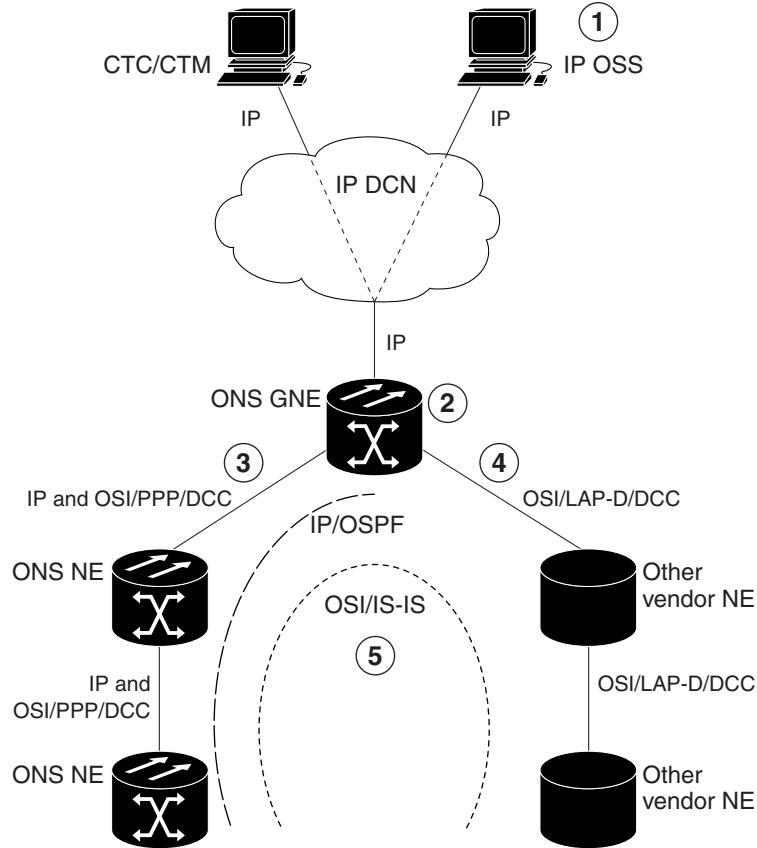 1
CTC/CTM
IP OSS
IP
IP
IP DCN
IP
ONS GNE
2
3
4
IP and OSI/PPP/DCC
OSI/LAP-D/DCC
IP/OSPF
ONS NE
Other
vendor NE
OSI/IS-IS
5
IP and
OSI/PPP/DCC
OSI/LAP-D/DCC
ONS NE
Other
vendor NE